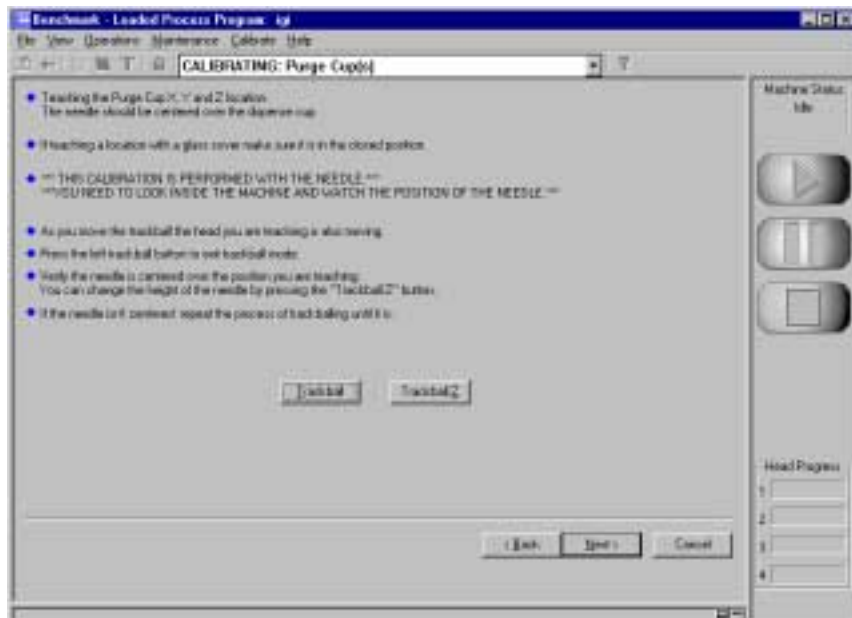 Benchmark - Loaded Process Program: igi
File View Operations Maintenance Calibrate Help
CALIBRATING: Purge Cup(s)
Teaching the Purge Cup X, Y and Z location.
The needle should be centered over the dispense cup.
If teaching a location with a glass cover make sure it is in the closed position.
*** THIS CALIBRATION IS PERFORMED WITH THE NEEDLE ***
***YOU NEED TO LOOK INSIDE THE MACHINE AND WATCH THE POSITION OF THE NEEDLE ***
As you move the trackball the head you are teaching is also moving.
Press the left track ball button to exit trackball mode.
Verify the needle is centered over the position you are teaching.
You can change the height of the needle by pressing the "Trackball Z" button.
If the needle isn't centered repeat the process of track balling until it is.
Trackball
Trackball Z
< Back
Next >
Cancel
Machine Status:
Idle
Head Progress
1
2
3
4